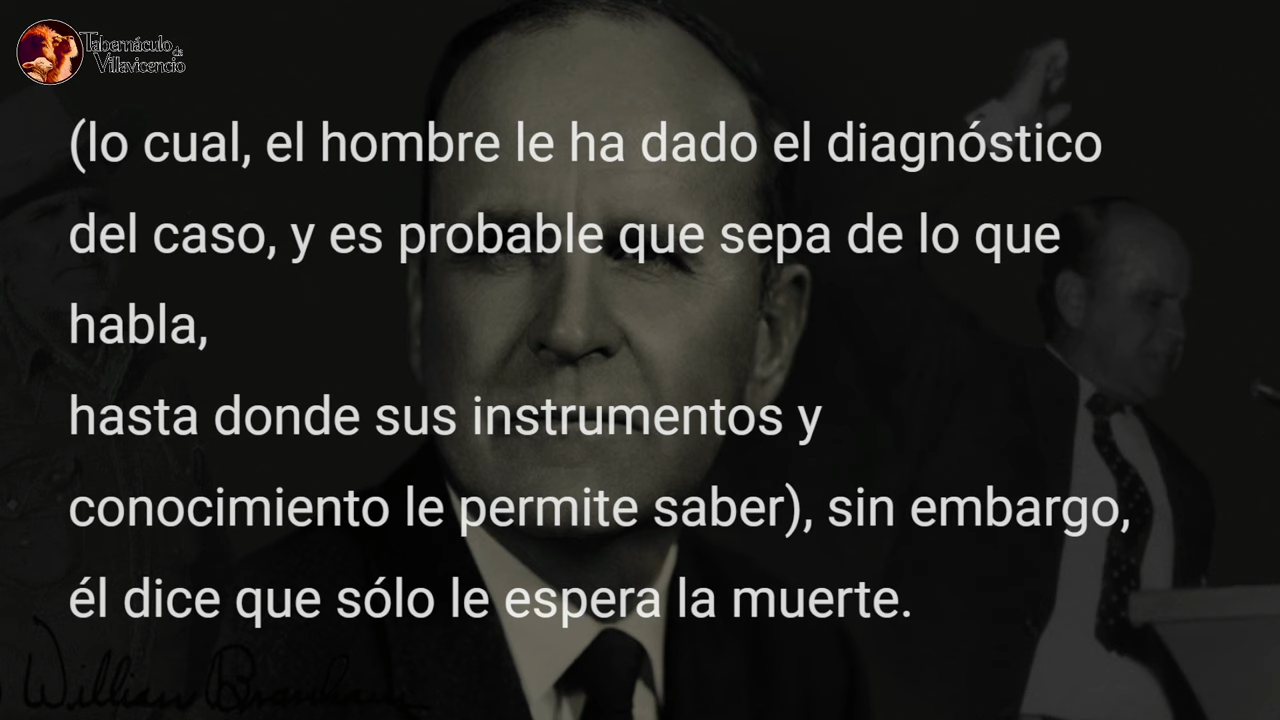 Tabernáculo de
Villavicencio
(lo cual, el hombre le ha dado el diagnóstico
del caso, y es probable que sepa de lo que
habla,
hasta donde sus instrumentos y
conocimiento le permite saber), sin embargo,
él dice que sólo le espera la muerte.
William Branham